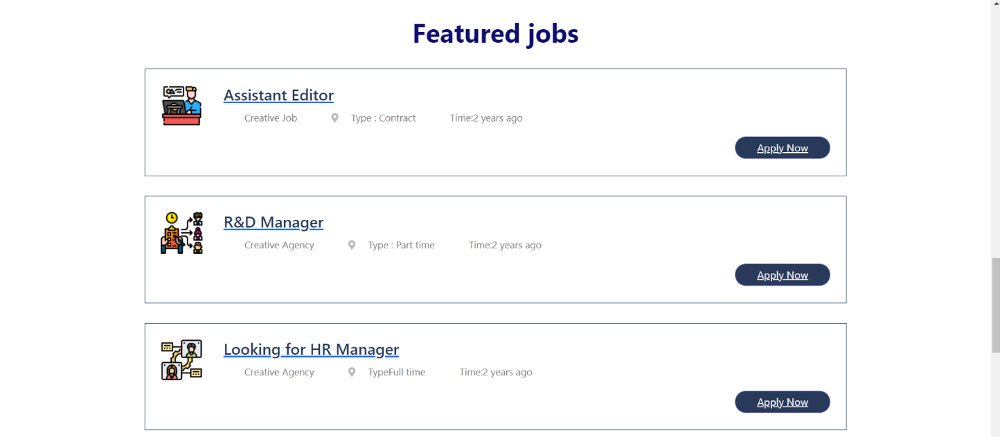 Featured jobs
Assistant Editor
Creative Job Type : Contract Time:2 years ago
Apply Now
R&D Manager
Creative Agency Type : Part time Time:2 years ago
Apply Now
Looking for HR Manager
Creative Agency TypeFull time Time:2 years ago
Apply Now